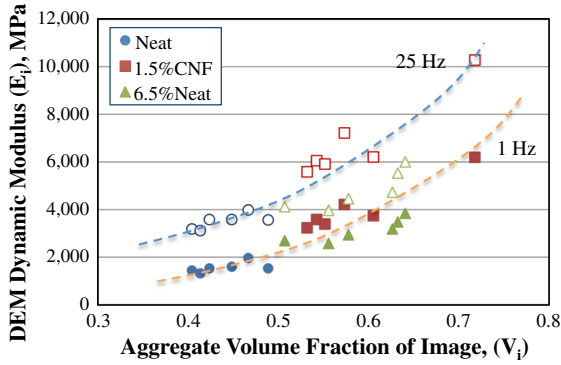 DEM Dynamic Modulus (Ei), MPa
12,000
10,000
8,000
6,000
4,000
2,000
0
Neat
1.5%CNF
6.5%Neat
25 Hz
1 Hz
0.3 0.4 0.5 0.6 0.7 0.8
Aggregate Volume Fraction of Image, (Vi)